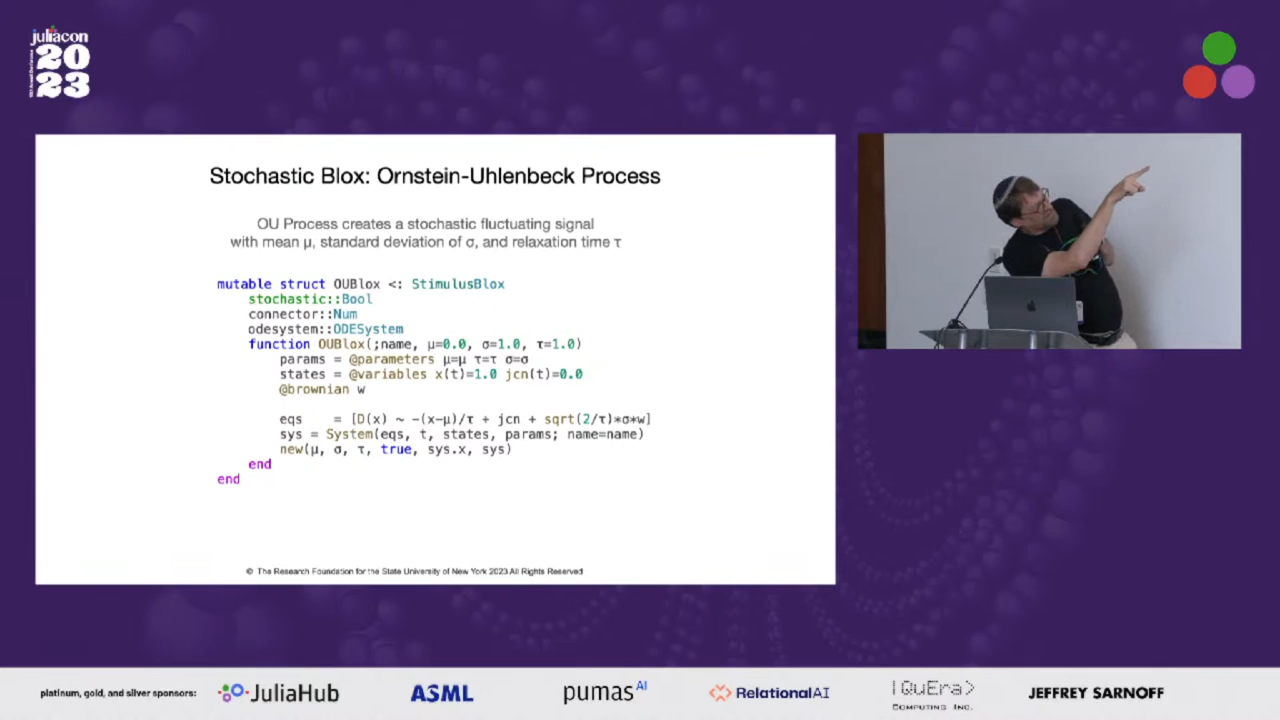 juliacon
20
23
Stochastic Blox: Ornstein-Uhlenbeck Process
OU Process creates a stochastic fluctuating signal
with mean μ, standard deviation of σ, and relaxation time τ
mutable struct OUBlox <: StimulusBlox
    stochastic::Bool
    connector::Num
    odesystem::ODESystem
    function OUBlox(;name, μ=0.0, σ=1.0, τ=1.0)
        params = @parameters μ=μ τ=τ σ=σ
        states = @variables x(t)=1.0 jcn(t)=0.0
        @brownian w
        eqs    = [D(x) ~ -(x-μ)/τ + jcn + sqrt(2/τ)*σ*w]
        sys = System(eqs, t, states, params; name=name)
        new(μ, σ, τ, true, sys.x, sys)
    end
end
© The Research Foundation for the State University of New York 2023 All Rights Reserved
platinum, gold, and silver sponsors:
JuliaHub
ASML
pumasAI
RelationalAI
|QuEra>
COMPUTING INC.
JEFFREY SARNOFF